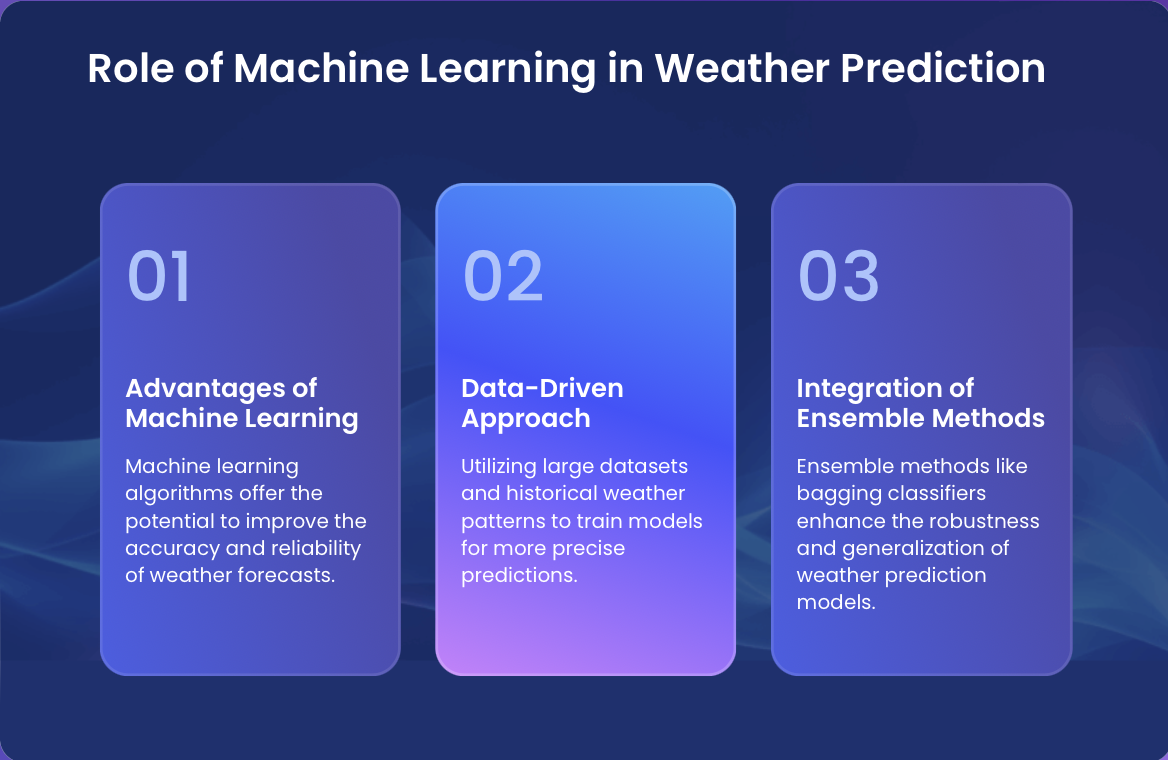 Role of Machine Learning in Weather Prediction
01
Advantages of
Machine Learning
Machine learning
algorithms offer the
potential to improve the
accuracy and reliability
of weather forecasts.
02
Data-Driven
Approach
Utilizing large datasets
and historical weather
patterns to train models
for more precise
predictions.
03
Integration of
Ensemble Methods
Ensemble methods like
bagging classifiers
enhance the robustness
and generalization of
weather prediction
models.